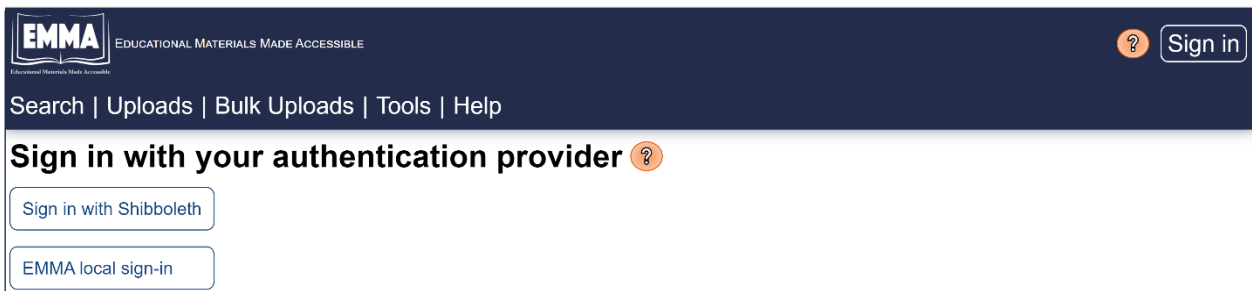 EMMA
Educational Materials Made Accessible
EDUCATIONAL MATERIALS MADE ACCESSIBLE
? Sign in
Search | Uploads | Bulk Uploads | Tools | Help
Sign in with your authentication provider ?
Sign in with Shibboleth
EMMA local sign-in